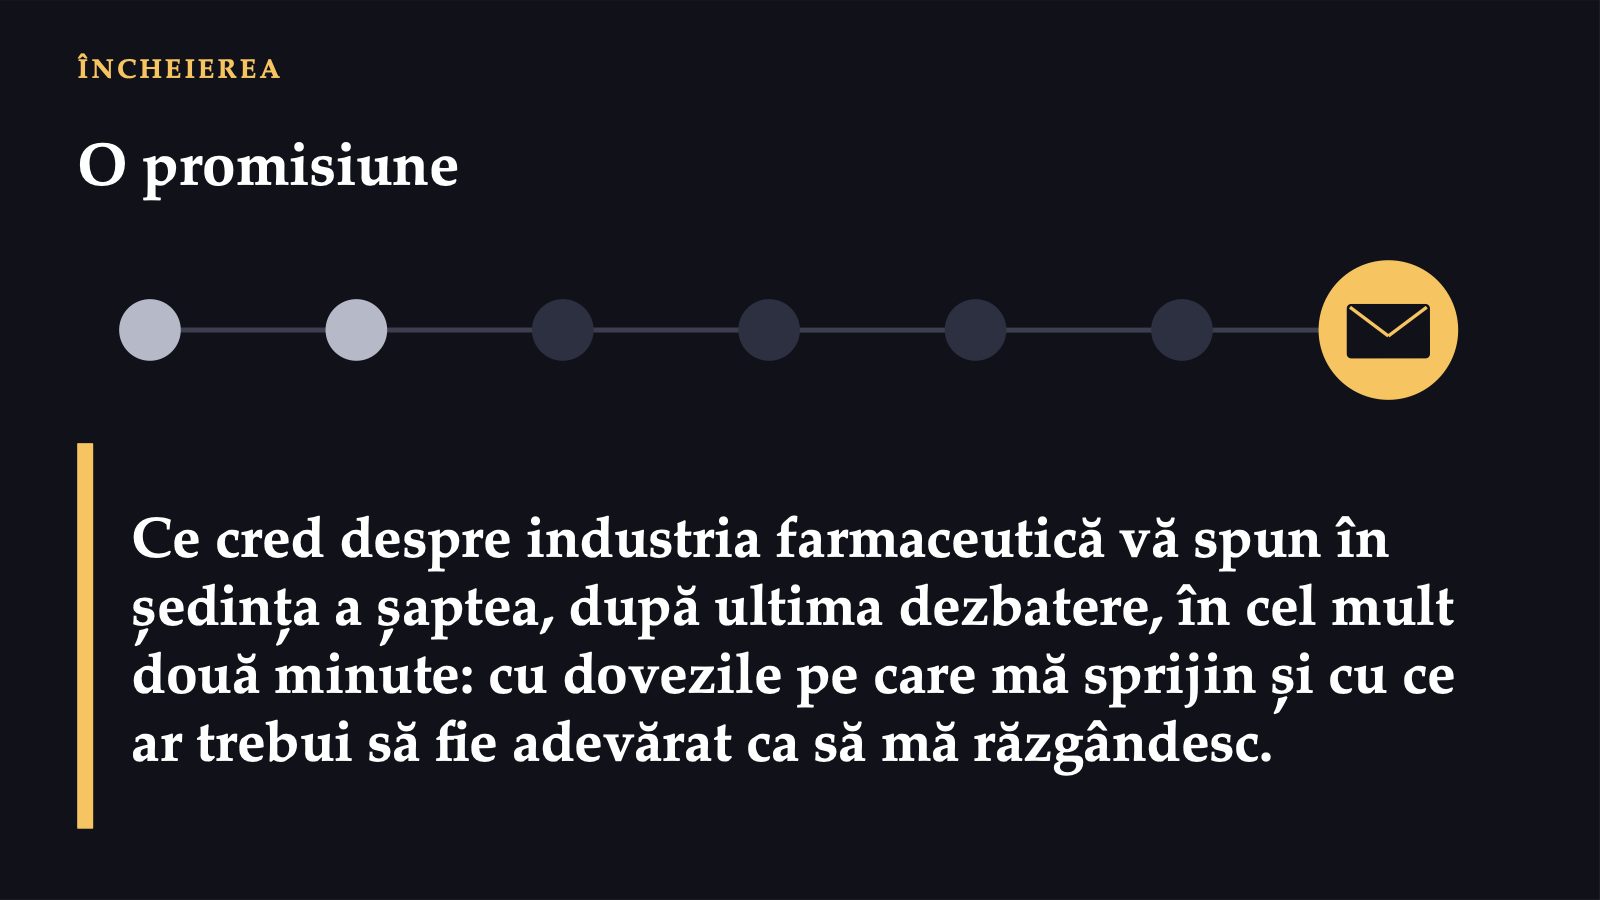 ÎNCHEIEREA
O promisiune
Ce cred despre industria farmaceutică vă spun în
ședința a șaptea, după ultima dezbatere, în cel mult
două minute: cu dovezile pe care mă sprijin și cu ce
ar trebui să fie adevărat ca să mă răzgândesc.